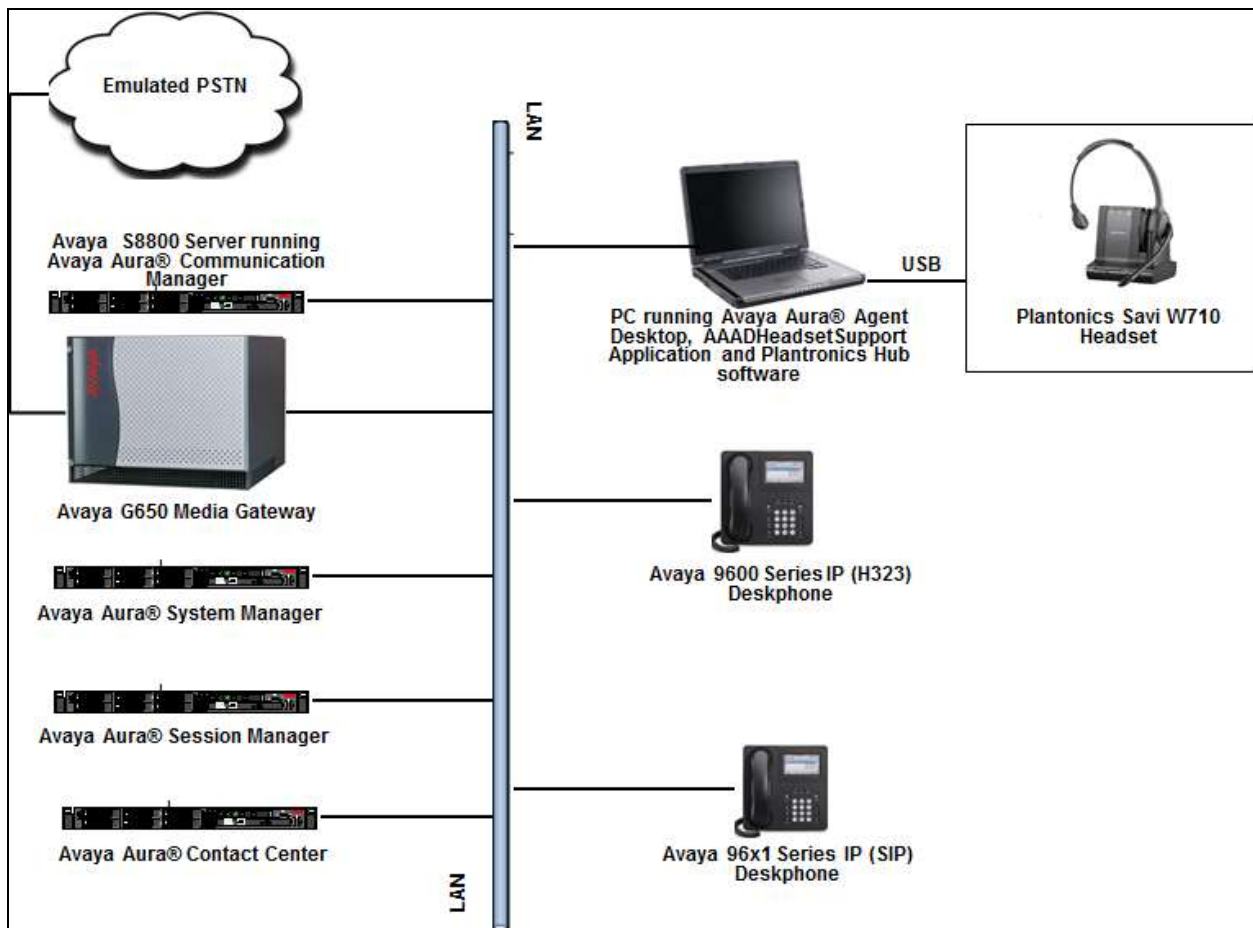 Emulated PSTN
LAN
Avaya S8800 Server running
Avaya Aura® Communication
Manager
USB
PC running Avaya Aura® Agent
Desktop, AAADHeadsetSupport
Application and Plantronics Hub
software
Plantonics Savi W710
Headset
AVAYA
Avaya G650 Media Gateway
Avaya 9600 Series IP (H323)
Deskphone
Avaya Aura® System Manager
Avaya Aura® Session Manager
Avaya Aura® Contact Center
Avaya 96x1 Series IP (SIP)
Deskphone
LAN